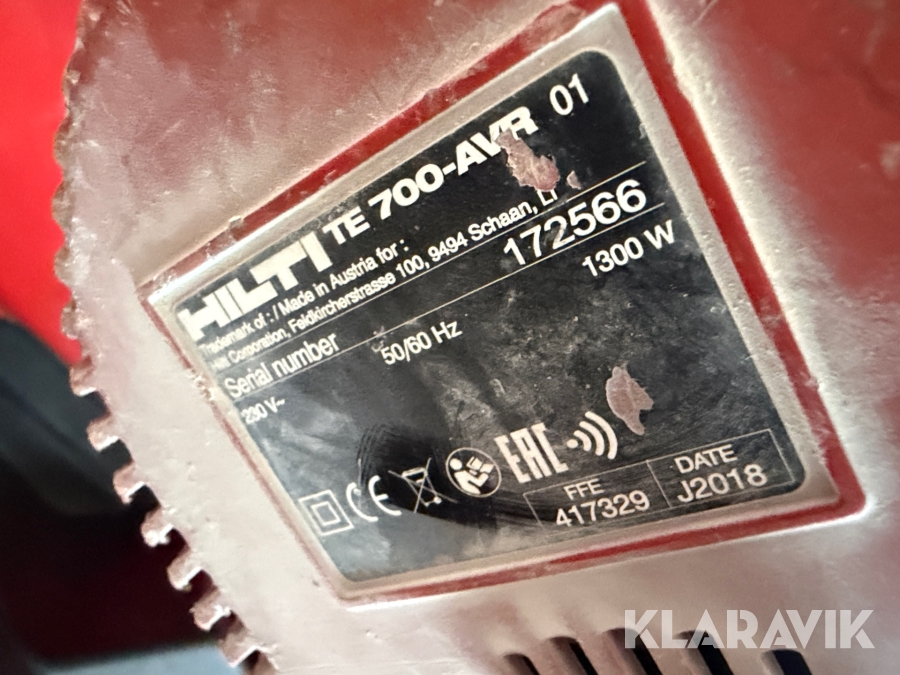 HILTI TE 700-AVR 01
Trademark of : / Made in Austria for :
Hilti Corporation, Feldkircherstrasse 100, 9494 Schaan, LI
Serial number 172566
230 V~ 50/60 Hz 1300 W
CE EAC
FFE DATE
417329 J2018
KLARAVIK